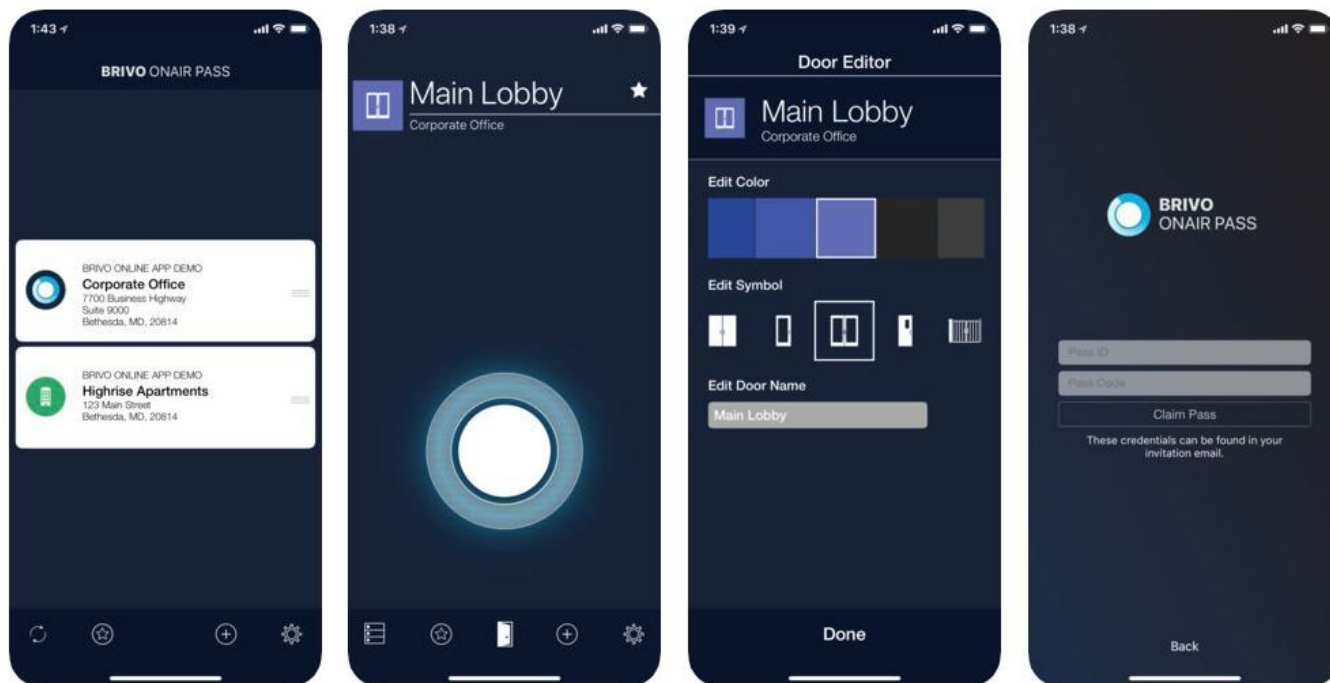 1:43
BRIVO ONAIR PASS
BRIVO ONLINE APP DEMO
Corporate Office
7700 Business Highway
Suite 9000
Bethesda, MD, 20814
BRIVO ONLINE APP DEMO
Highrise Apartments
123 Main Street
Bethesda, MD, 20814
1:38
Main Lobby
Corporate Office
1:39
Door Editor
Main Lobby
Corporate Office
Edit Color
Edit Symbol
Edit Door Name
Main Lobby
Done
1:38
BRIVO
ONAIR PASS
Pass ID
Pass Code
Claim Pass
These credentials can be found in your
invitation email.
Back